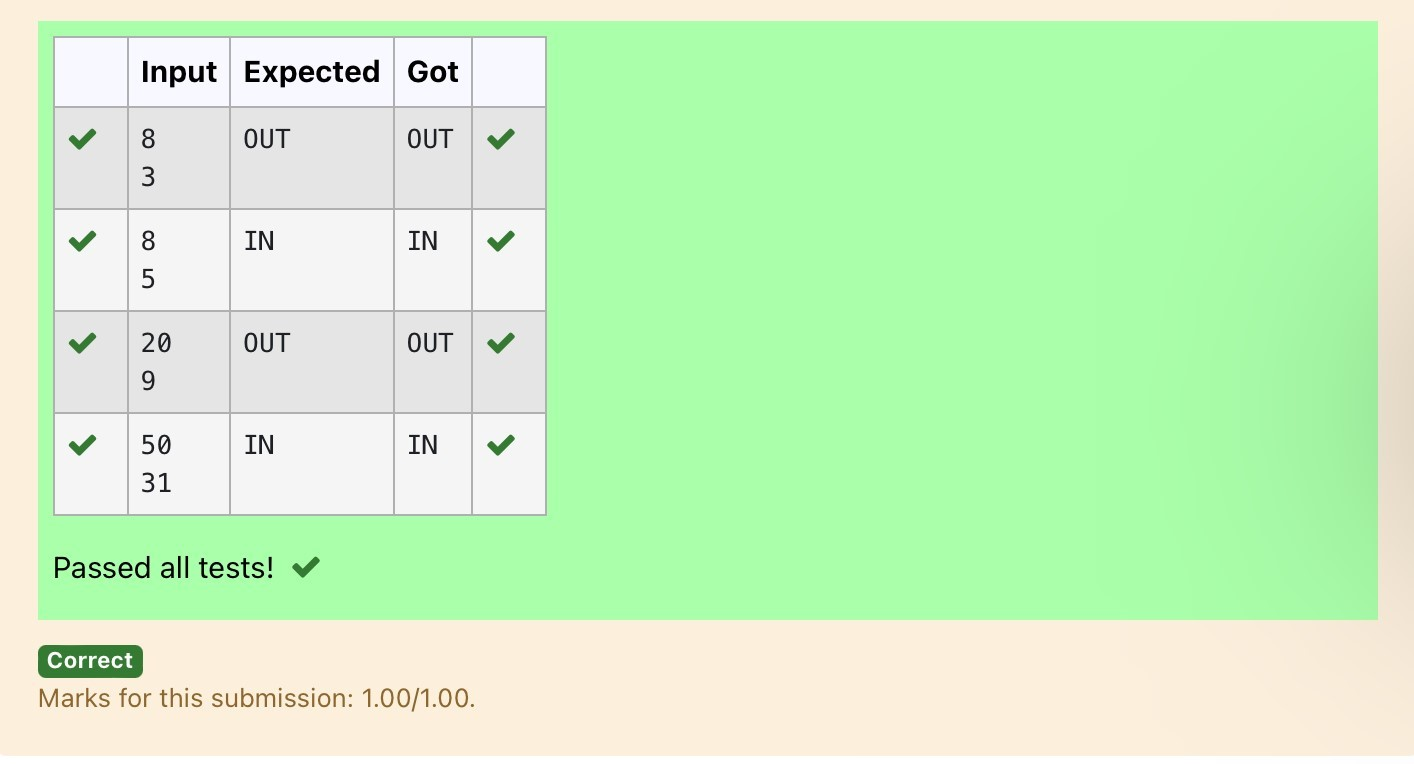 Input Expected Got
8 OUT OUT
3
8 IN IN
5
20 OUT OUT
9
50 IN IN
31
Passed all tests!
Correct
Marks for this submission: 1.00/1.00.